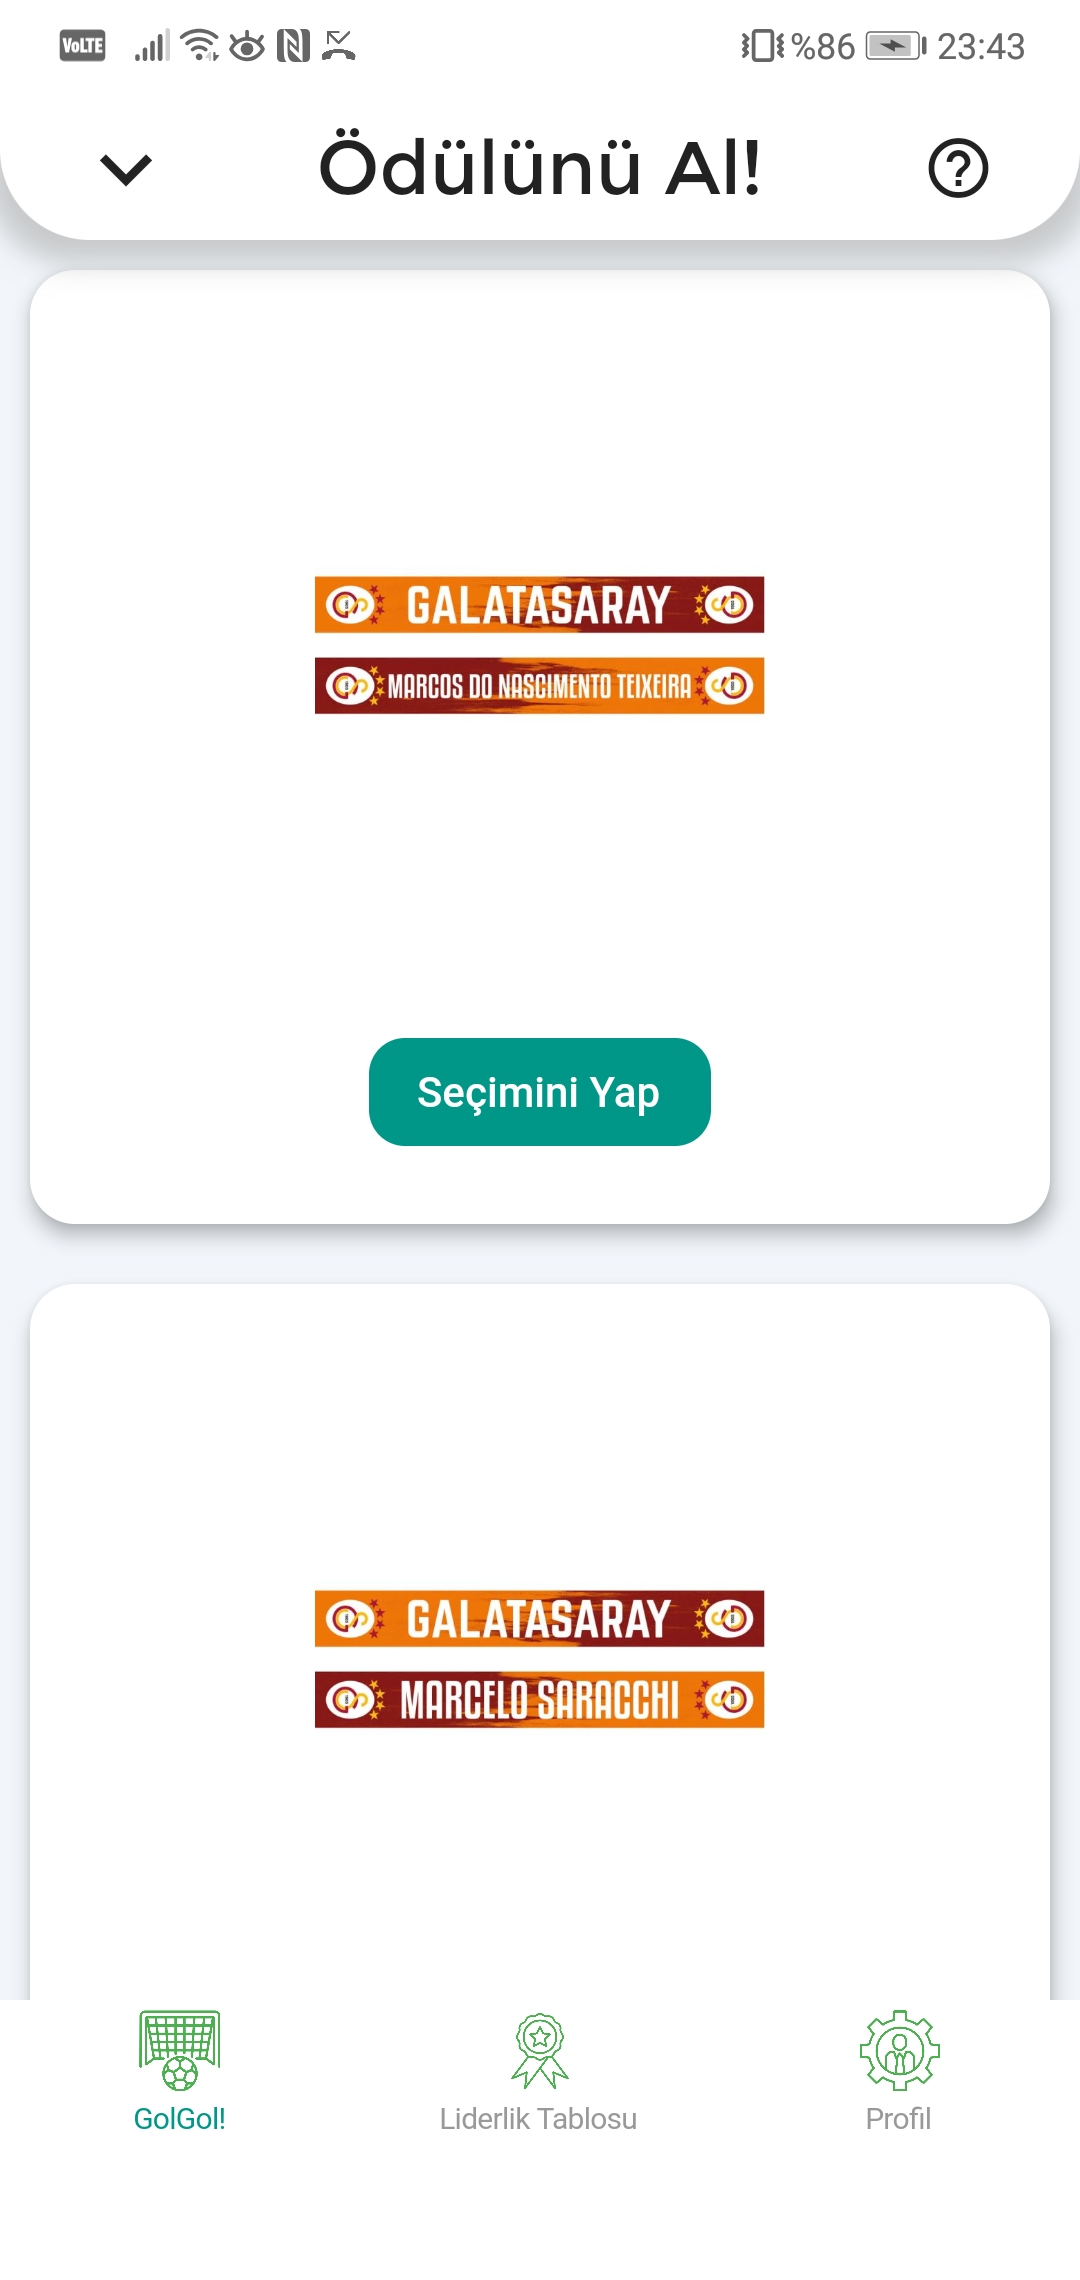 VoLTE %86 23:43
Ödülünü Al!
GALATASARAY
MARCOS DO NASCIMENTO TEIXEIRA
Seçimini Yap
GALATASARAY
MARCELO SARACCHI
GolGol! Liderlik Tablosu Profil